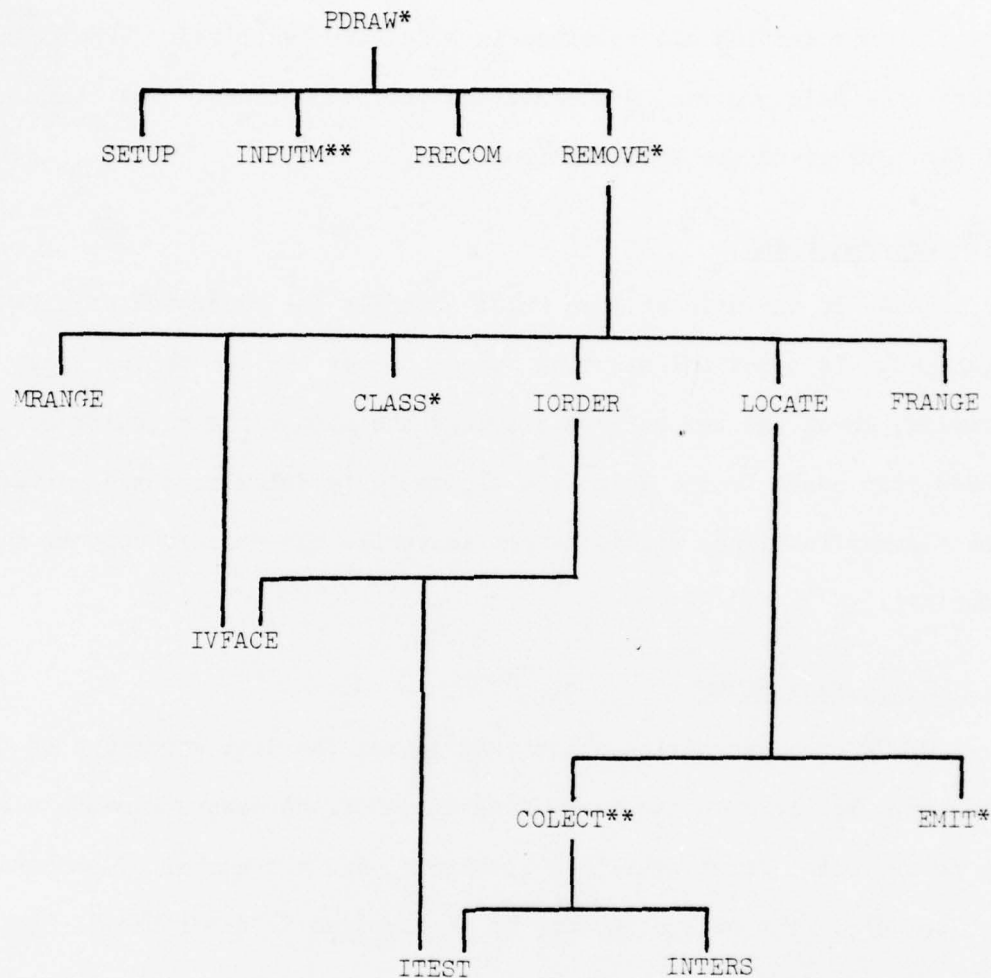 PDRAW*
SETUP INPUTM** PRECOM REMOVE*
MRANGE CLASS* IORDER LOCATE FRANGE
IVFACE
COLECT** EMIT*
ITEST INTERS